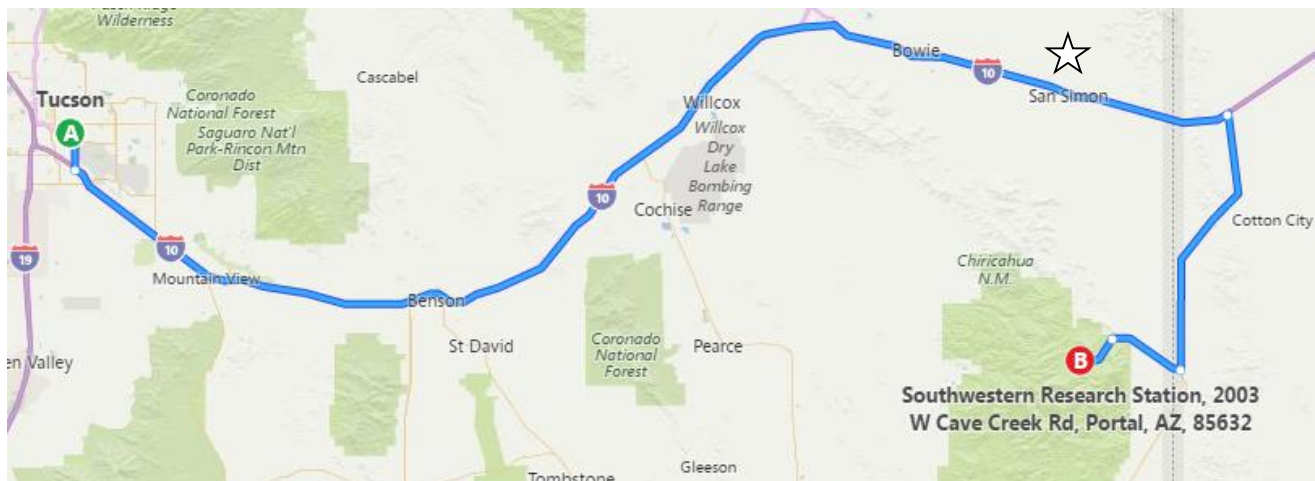 Wilderness
Tucson
A
Coronado
National Forest
Saguaro Nat'l
Park-Rincon Mtn
Dist
Cascabel
10
19
Mountain View
Benson
St David
Tombstone
Coronado
National
Forest
Pearce
Gleeson
Cochise
10
Willcox
Willcox
Dry
Lake
Bombing
Range
Bowie
10
San Simon
Cotton City
Chiricahua
N.M.
B
Southwestern Research Station, 2003
W Cave Creek Rd, Portal, AZ, 85632
en Valley